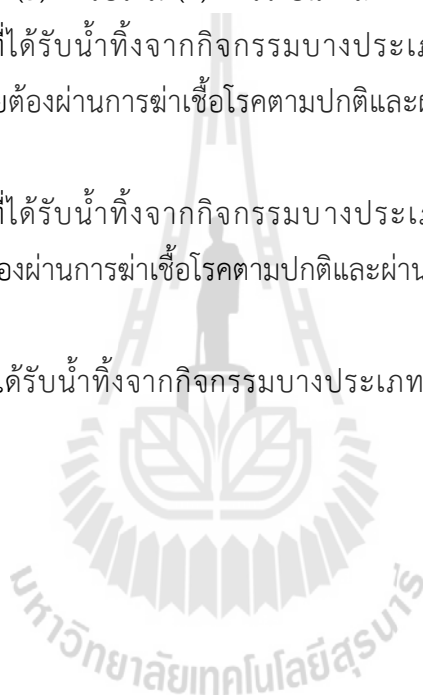 ที่ได้รับน้ำทิ้งจากกิจกรรมบางประเภ
ต้องผ่านการฆ่าเชื้อโรคตามปกติและ
ที่ได้รับน้ำทิ้งจากกิจกรรมบางประเภ
องผ่านการฆ่าเชื้อโรคตามปกติและผ่าน
ได้รับน้ำทิ้งจากกิจกรรมบางประเภท
มหาวิทยาลัยเทคโนโลยีสุรนารี